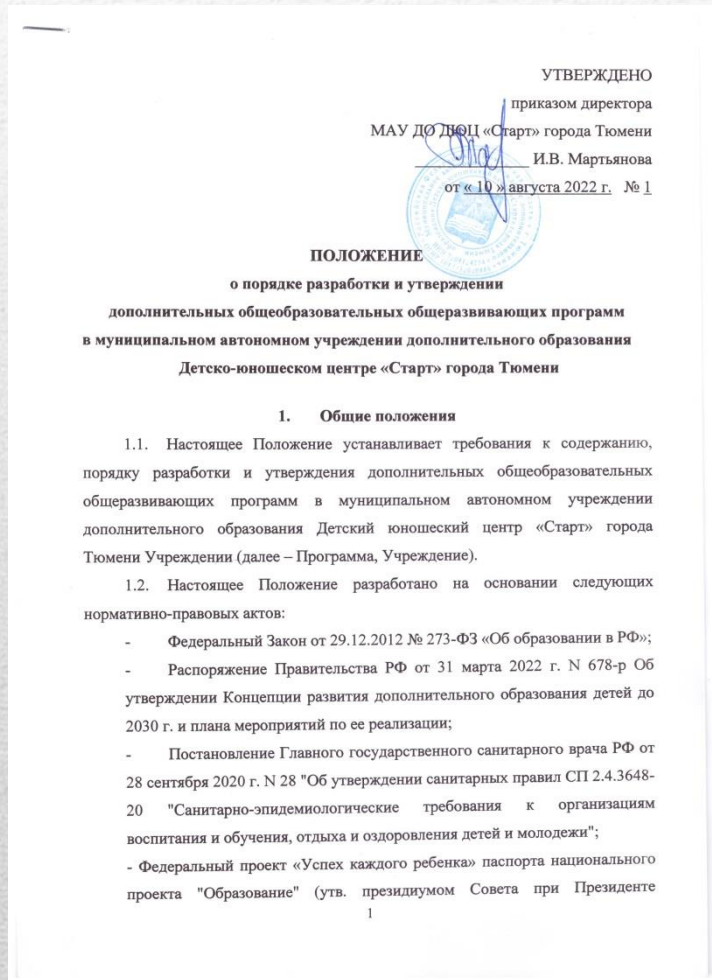 УТВЕРЖДЕНО
приказом директора
МАУ ДО ДЮЦ «Старт» города Тюмени
И.В. Мартьянова
от « 10 » августа 2022 г. № 1
ПОЛОЖЕНИЕ
о порядке разработки и утверждении
дополнительных общеобразовательных общеразвивающих программ
в муниципальном автономном учреждении дополнительного образования
Детско-юношеском центре «Старт» города Тюмени
1. Общие положения
1.1. Настоящее Положение устанавливает требования к содержанию,
порядку разработки и утверждения дополнительных общеобразовательных
общеразвивающих программ в муниципальном автономном учреждении
дополнительного образования Детский юношеский центр «Старт» города
Тюмени Учреждении (далее – Программа, Учреждение).
1.2. Настоящее Положение разработано на основании следующих
нормативно-правовых актов:
- Федеральный Закон от 29.12.2012 № 273-ФЗ «Об образовании в РФ»;
- Распоряжение Правительства РФ от 31 марта 2022 г. N 678-р Об
утверждении Концепции развития дополнительного образования детей до
2030 г. и плана мероприятий по ее реализации;
- Постановление Главного государственного санитарного врача РФ от
28 сентября 2020 г. N 28 "Об утверждении санитарных правил СП 2.4.3648-
20 "Санитарно-эпидемиологические требования к организациям
воспитания и обучения, отдыха и оздоровления детей и молодежи";
- Федеральный проект «Успех каждого ребенка» паспорта национального
проекта "Образование" (утв. президиумом Совета при Президенте
1